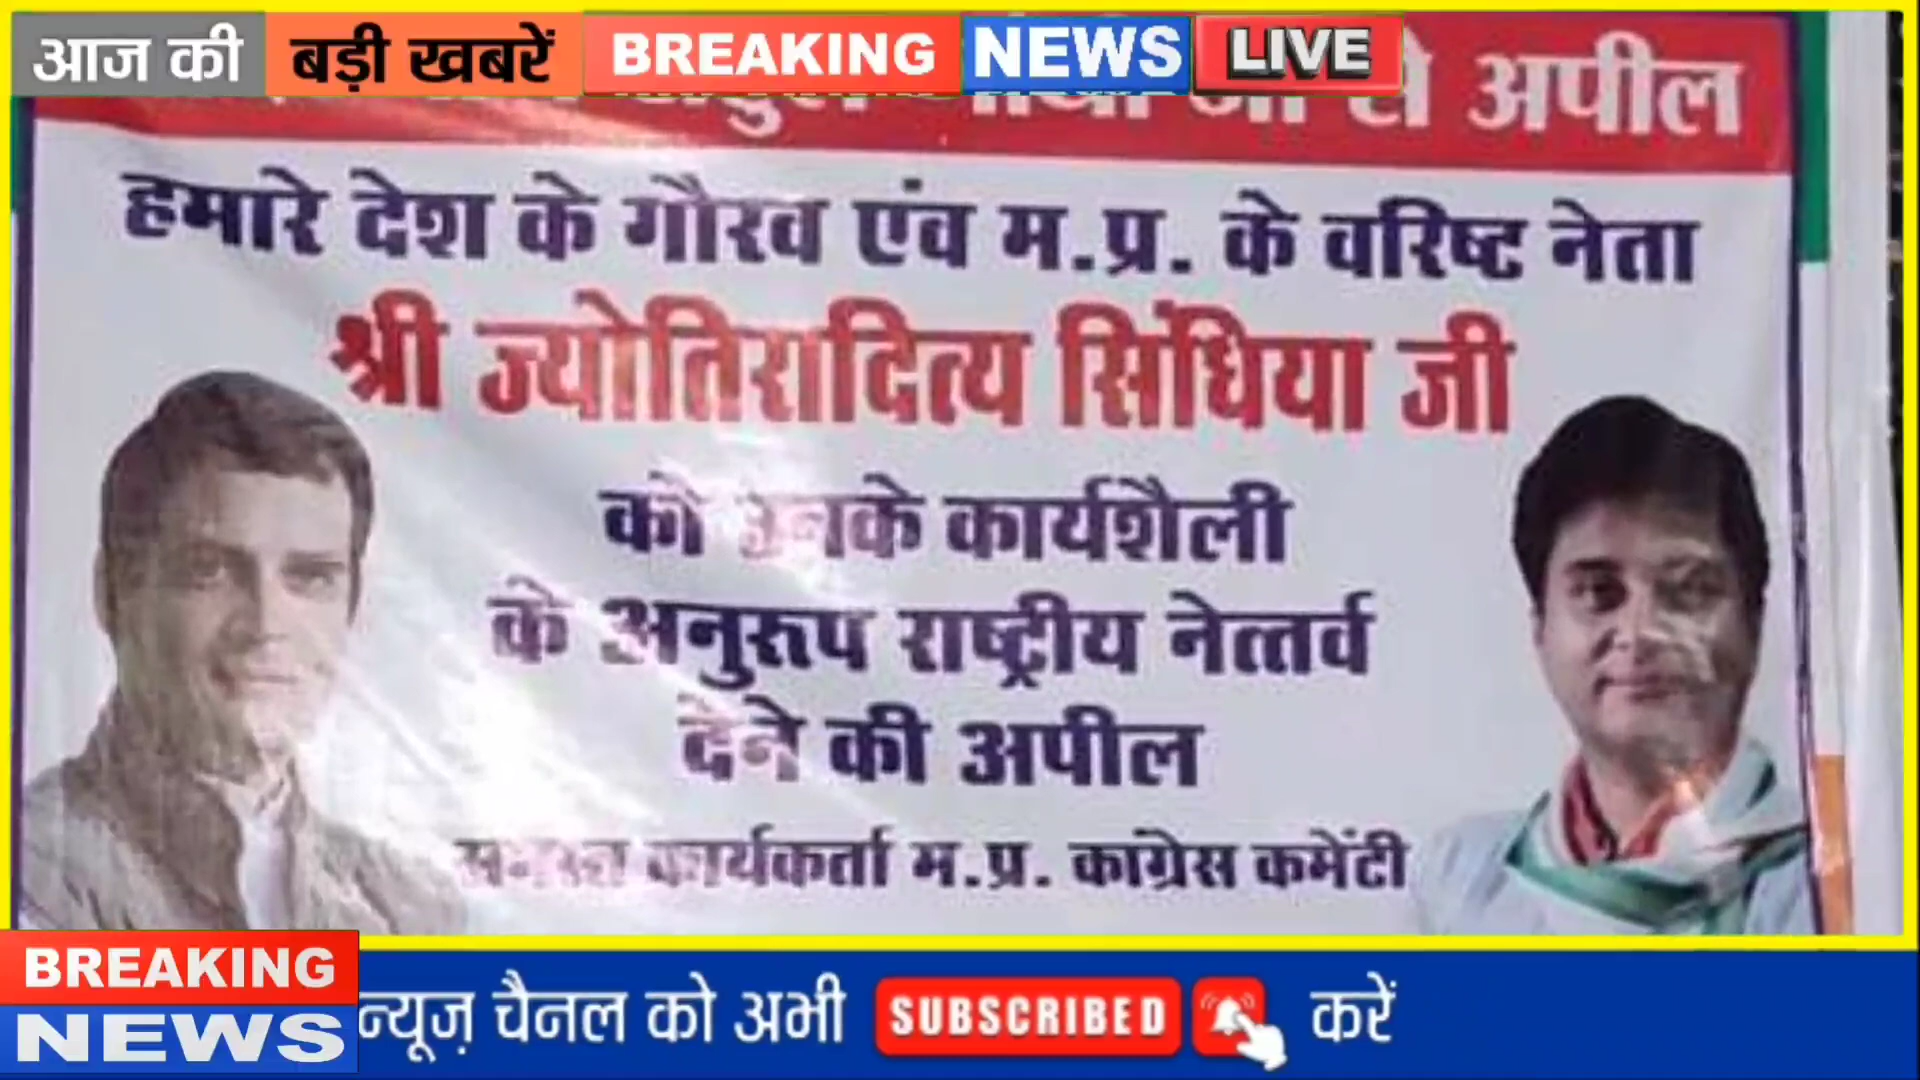 आज की बड़ी खबरें BREAKING NEWS LIVE
से अपील
हमारे देश के गौरव एंव म.प्र. के वरिष्ट नेता
श्री ज्योतिरादित्य सिंधिया जी
को उनके कार्यशैली
के अनुरूप राष्ट्रीय नेत्तर्व
देने की अपील
समस्त कार्यकर्ता म.प्र. कांग्रेस कमेंटी
BREAKING
NEWS
न्यूज़ चैनल को अभी SUBSCRIBED करें